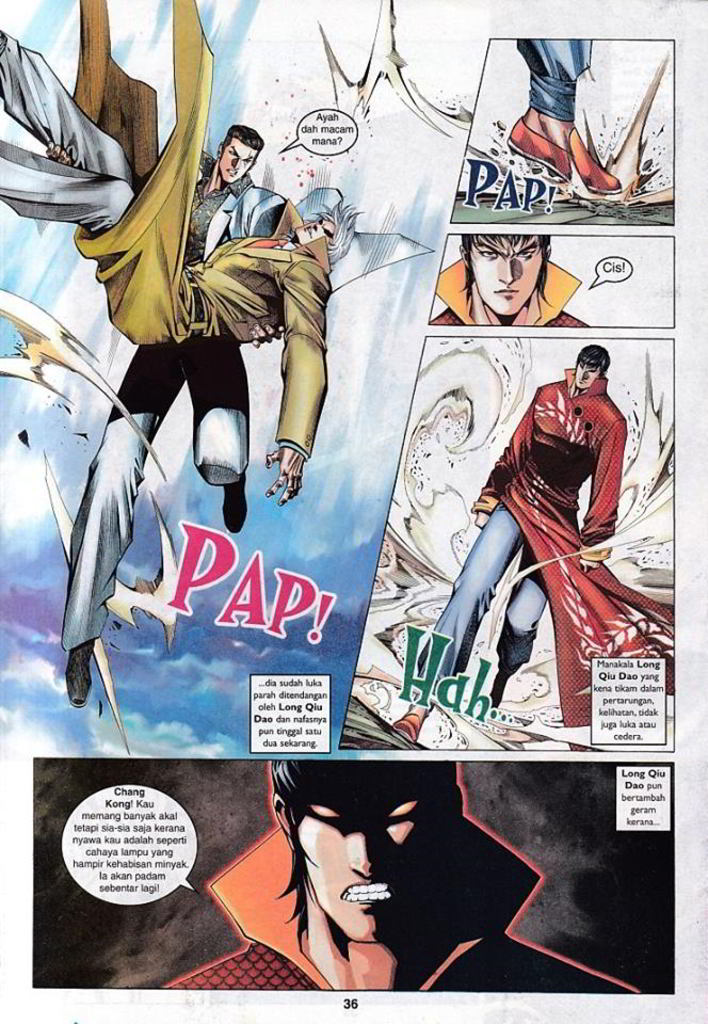 Ayah
dah macam
mana?
PAP!
...dia sudah luka
parah ditendangan
oleh Long Qiu
Dao dan nafasnya
pun tinggal satu
dua sekarang.
PAP!
Cis!
Hah...
Manakala Long
Qiu Dao yang
kena tikam dalam
pertarungan,
kelihatan, tidak
juga luka atau
cedera.
Chang
Kong! Kau
memang banyak akal
tetapi sia-sia saja kerana
nyawa kau adalah seperti
cahaya lampu yang
hampir kehabisan minyak.
Ia akan padam
sebentar lagi!
Long Qiu
Dao pun
bertambah
geram
kerana...
36